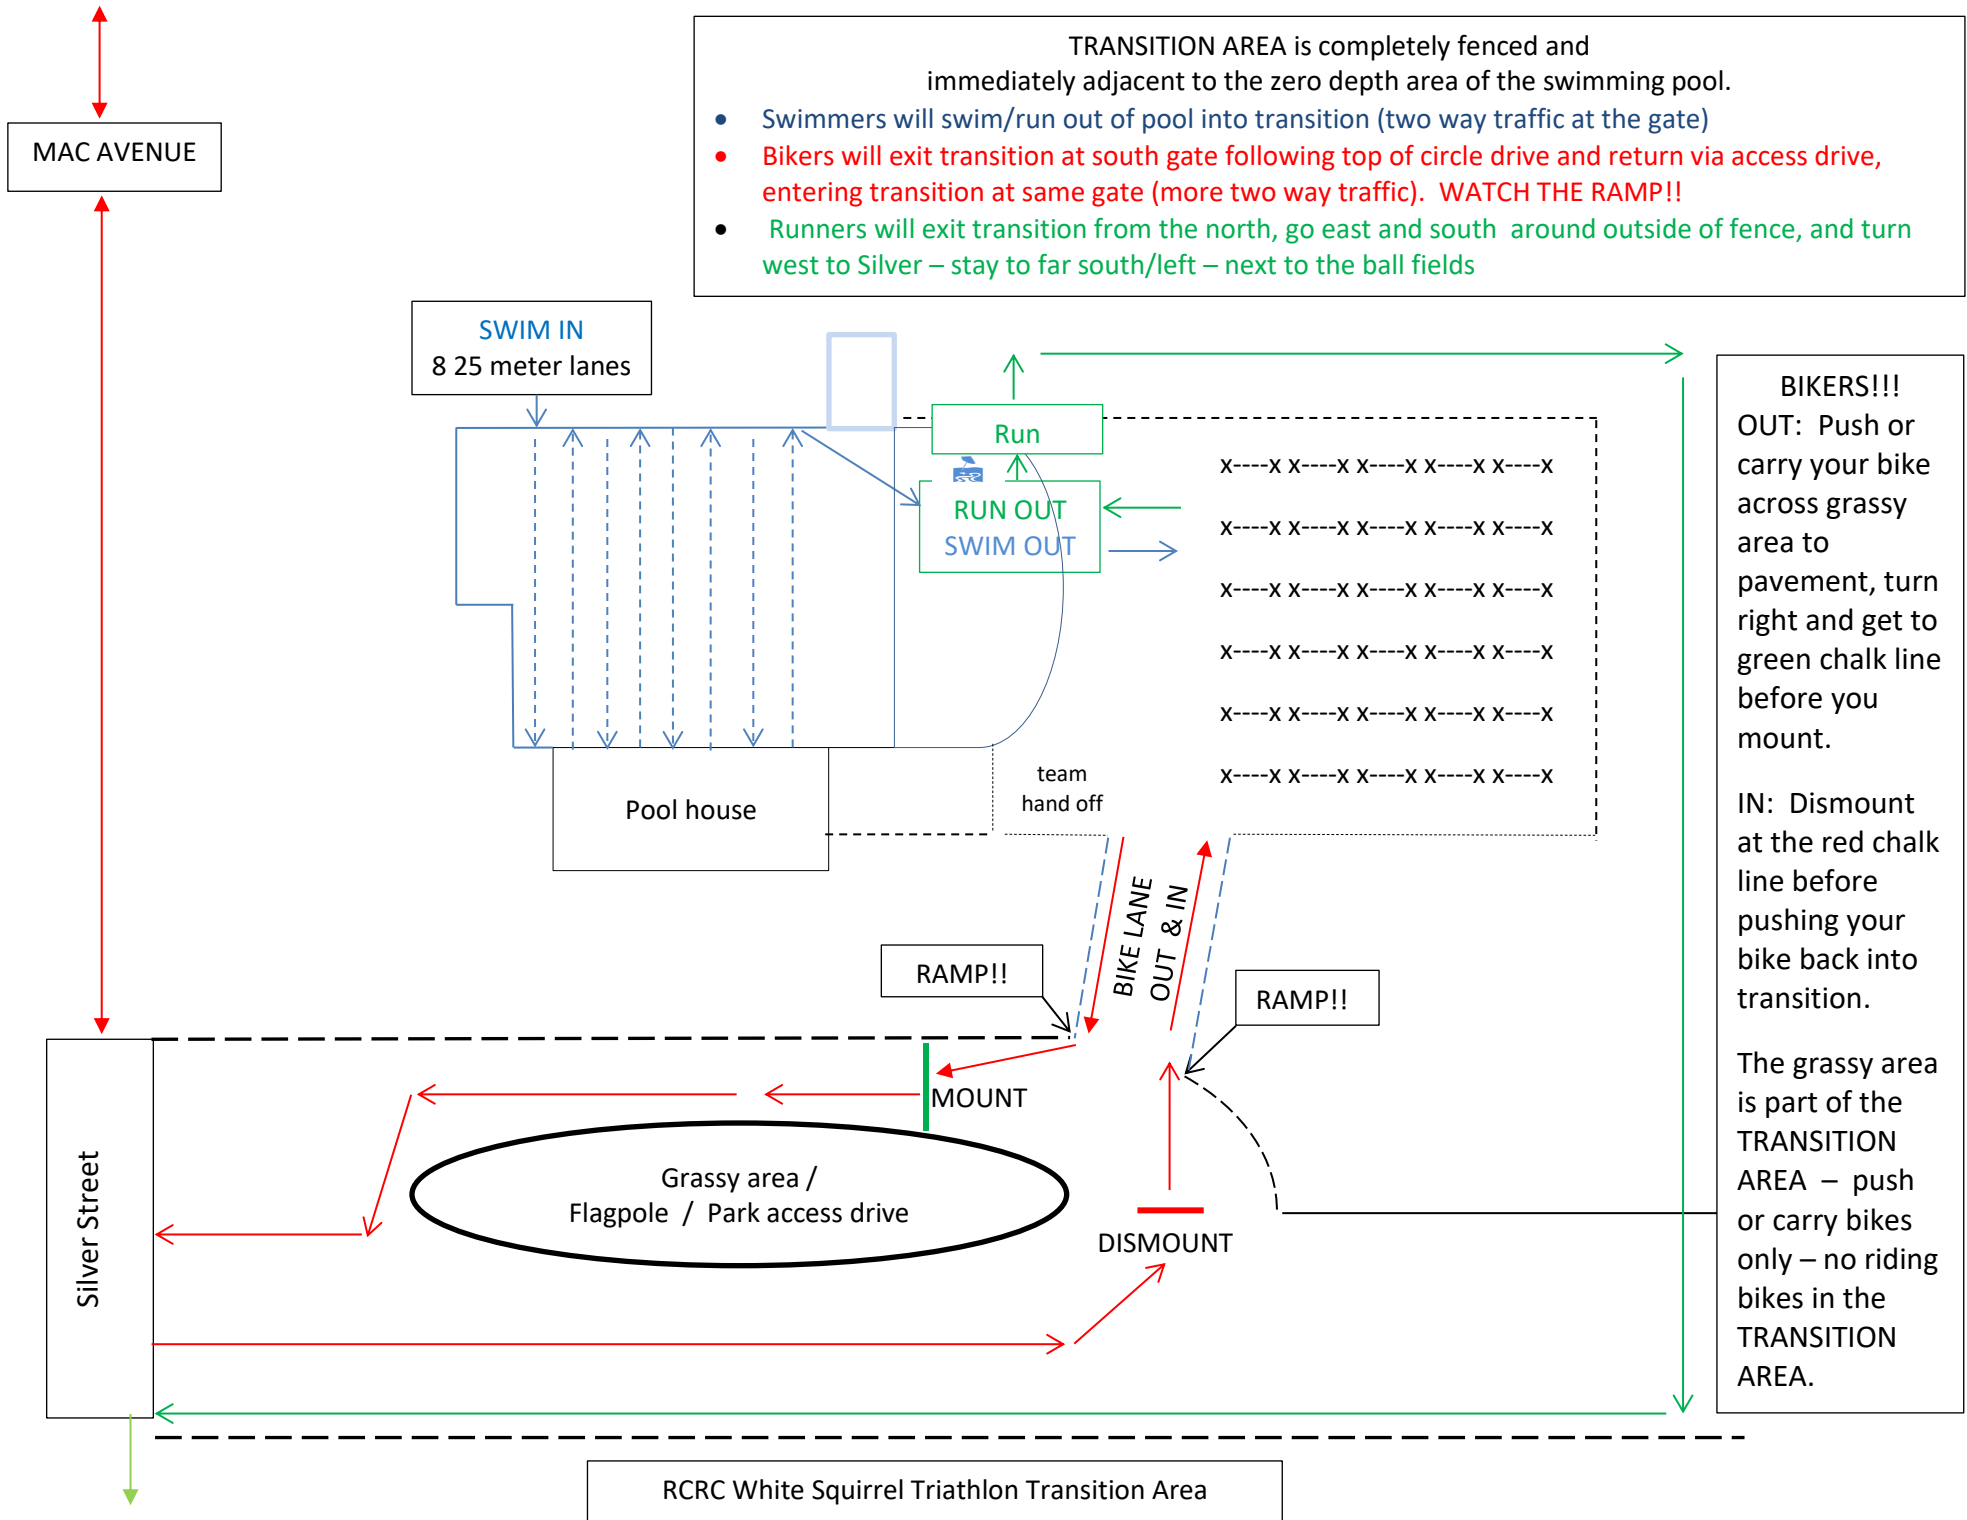 TRANSITION AREA is completely fenced and
immediately adjacent to the zero depth area of the swimming pool.
• Swimmers will swim/run out of pool into transition (two way traffic at the gate)
• Bikers will exit transition at south gate following top of circle drive and return via access drive,
entering transition at same gate (more two way traffic). WATCH THE RAMP!!
• Runners will exit transition from the north, go east and south around outside of fence, and turn
west to Silver – stay to far south/left – next to the ball fields
MAC AVENUE
SWIM IN
8 25 meter lanes
Run
RUN OUT
SWIM OUT
x----x x----x x----x x----x x----x
x----x x----x x----x x----x x----x
x----x x----x x----x x----x x----x
x----x x----x x----x x----x x----x
x----x x----x x----x x----x x----x
x----x x----x x----x x----x x----x
team
hand off
Pool house
BIKE LANE
OUT & IN
RAMP!!
RAMP!!
MOUNT
Grassy area /
Flagpole / Park access drive
DISMOUNT
Silver Street
BIKERS!!!
OUT: Push or
carry your bike
across grassy
area to
pavement, turn
right and get to
green chalk line
before you
mount.
IN: Dismount
at the red chalk
line before
pushing your
bike back into
transition.
The grassy area
is part of the
TRANSITION
AREA – push
or carry bikes
only – no riding
bikes in the
TRANSITION
AREA.
RCRC White Squirrel Triathlon Transition Area